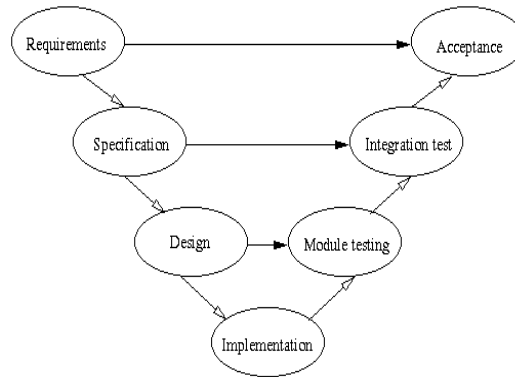 Requirements
Acceptance
Specification
Integration test
Design
Module testing
Implementation